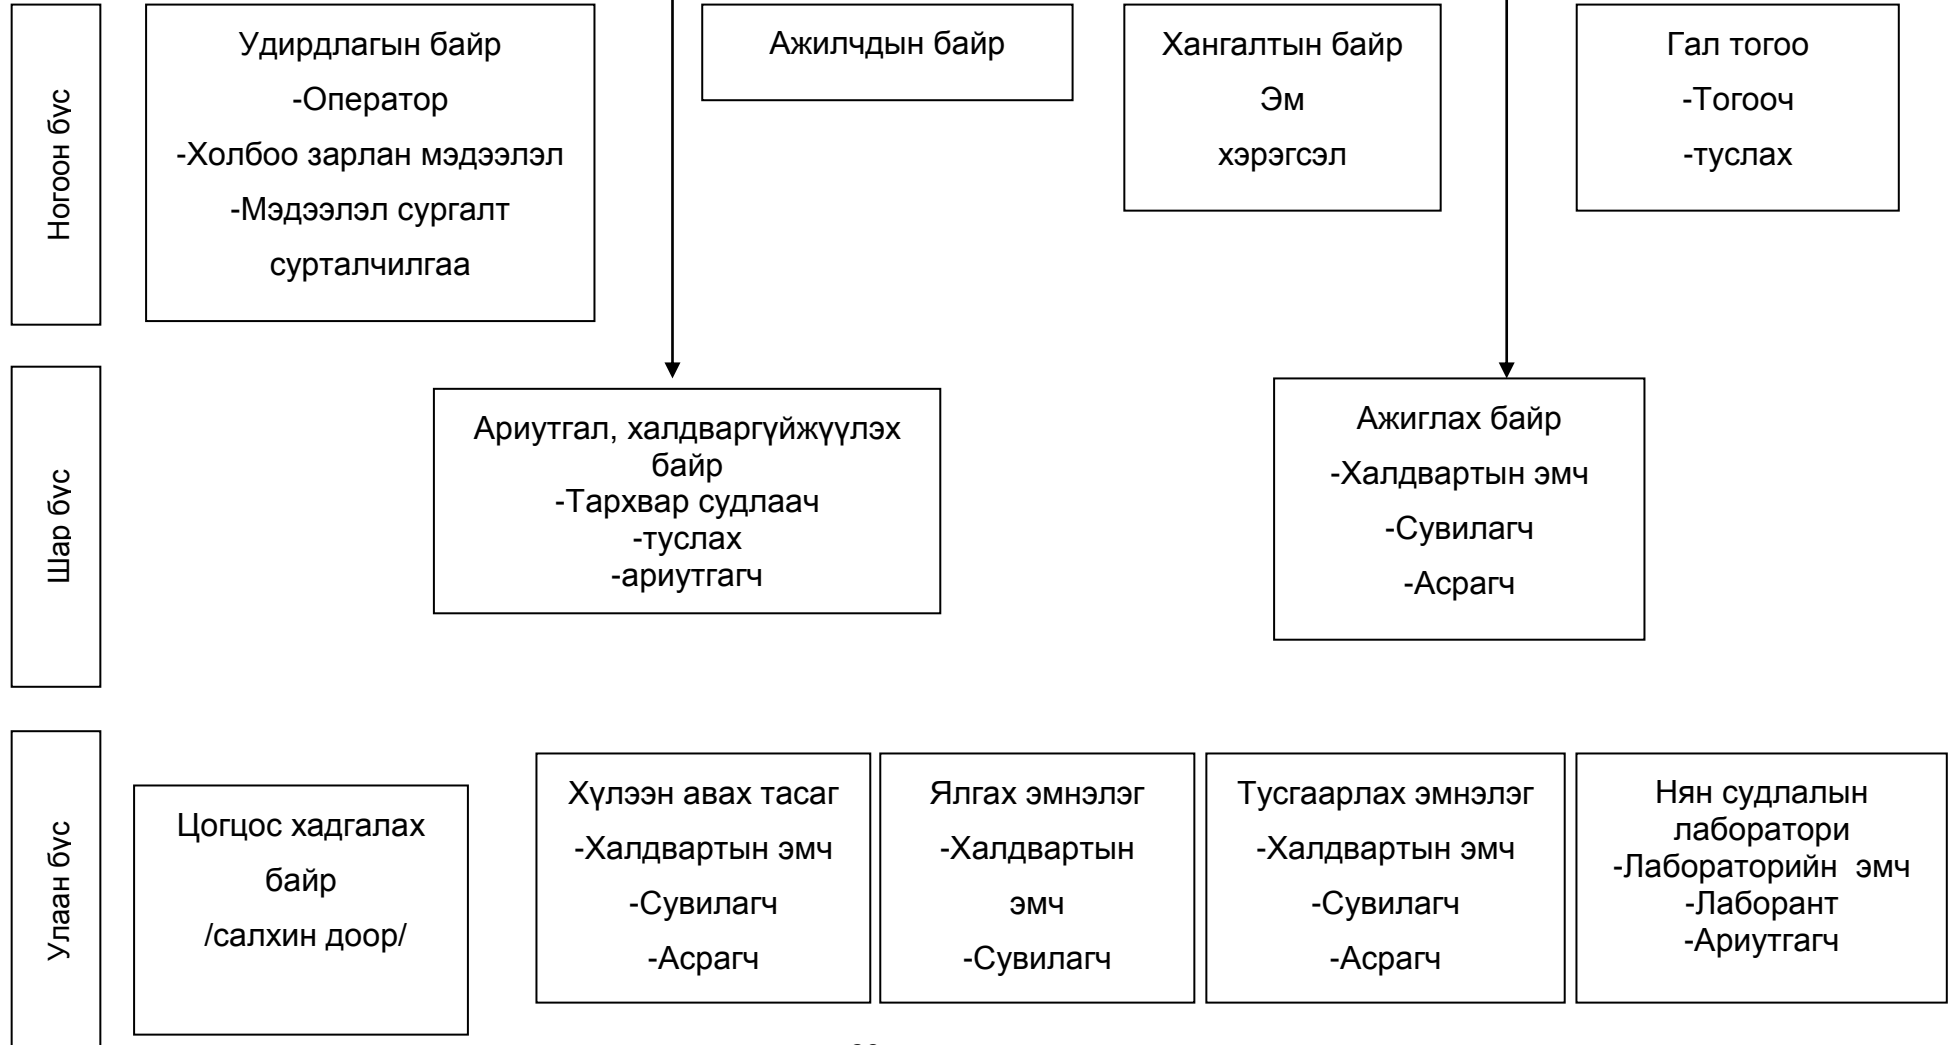 Ногоон бүс
Удирдлагын байр
-Оператор
-Холбоо зарлан мэдээлэл
-Мэдээлэл сургалт
сурталчилгаа
Ажилчдын байр
Хангалтын байр
Эм
хэрэгсэл
Гал тогоо
-Тогооч
-туслах
Шар бүс
Ариутгал, халдваргүйжүүлэх
байр
-Тархвар судлаач
-туслах
-ариутгагч
Ажиглах байр
-Халдвартын эмч
-Сувилагч
-Асрагч
Улаан бүс
Цогцос хадгалах
байр
/салхин доор/
Хүлээн авах тасаг
-Халдвартын эмч
-Сувилагч
-Асрагч
Ялгах эмнэлэг
-Халдвартын
эмч
-Сувилагч
Тусгаарлах эмнэлэг
-Халдвартын эмч
-Сувилагч
-Асрагч
Нян судлалын
лаборатори
-Лабораторийн эмч
-Лаборант
-Ариутгагч